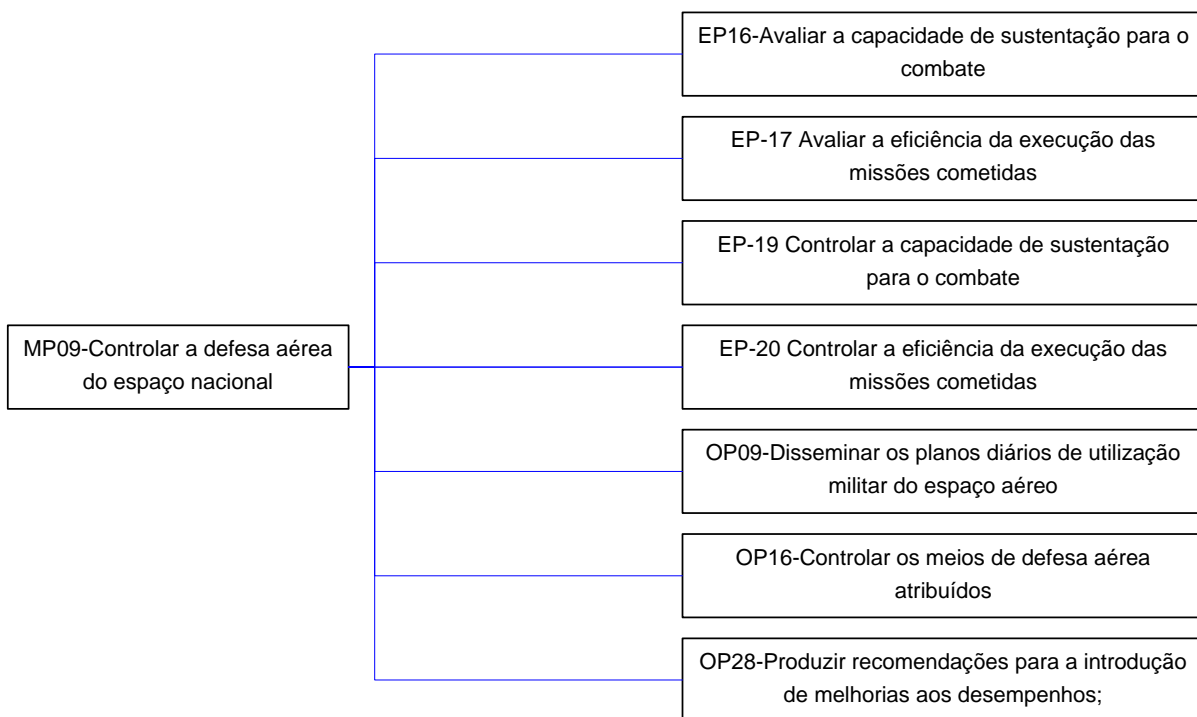 EP16-Avaliar a capacidade de sustentação para o
combate
EP-17 Avaliar a eficiência da execução das
missões cometidas
EP-19 Controlar a capacidade de sustentação
para o combate
MP09-Controlar a defesa aérea
do espaço nacional
EP-20 Controlar a eficiência da execução das
missões cometidas
OP09-Disseminar os planos diários de utilização
militar do espaço aéreo
OP16-Controlar os meios de defesa aérea
atribuídos
OP28-Produzir recomendações para a introdução
de melhorias aos desempenhos;